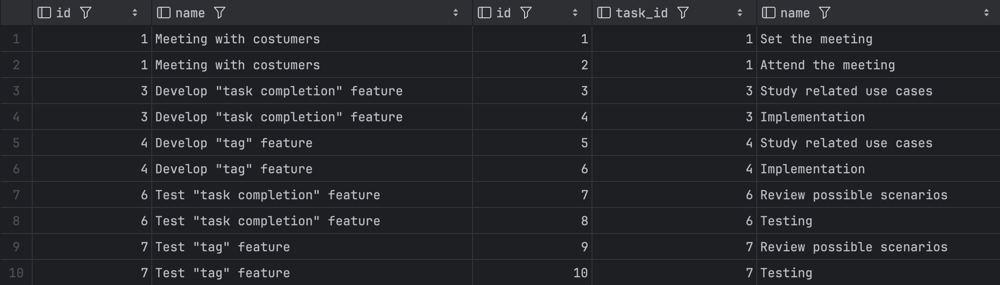 id name id task_id name
1 1 Meeting with costumers 1 1 Set the meeting
2 1 Meeting with costumers 2 1 Attend the meeting
3 3 Develop "task completion" feature 3 3 Study related use cases
4 3 Develop "task completion" feature 4 3 Implementation
5 4 Develop "tag" feature 5 4 Study related use cases
6 4 Develop "tag" feature 6 4 Implementation
7 6 Test "task completion" feature 7 6 Review possible scenarios
8 6 Test "task completion" feature 8 6 Testing
9 7 Test "tag" feature 9 7 Review possible scenarios
10 7 Test "tag" feature 10 7 Testing